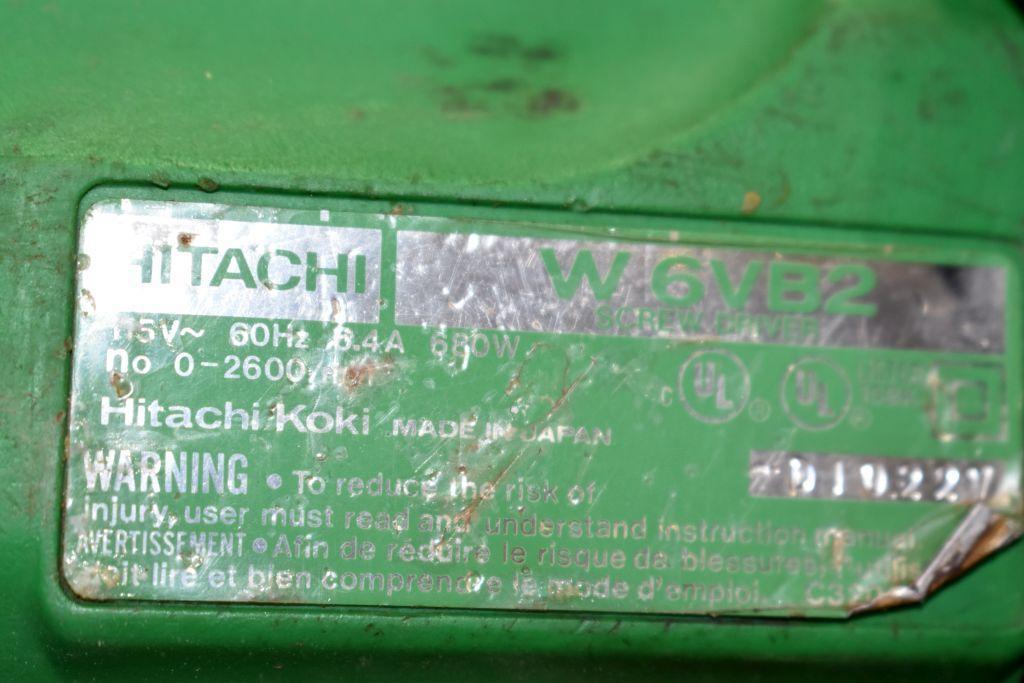 HITACHI
W 6VB2
SCREW DRIVER
60Hz 6.4A 680W
no 0-2600
Hitachi Koki MADE IN JAPAN
C UL ® UL ®
WARNING • To reduce the risk of
injury, user must read and understand instruction manual
AVERTISSEMENT • Afin de réduire le risque de blessures,
lire et bien comprendre le mode d'emploi.